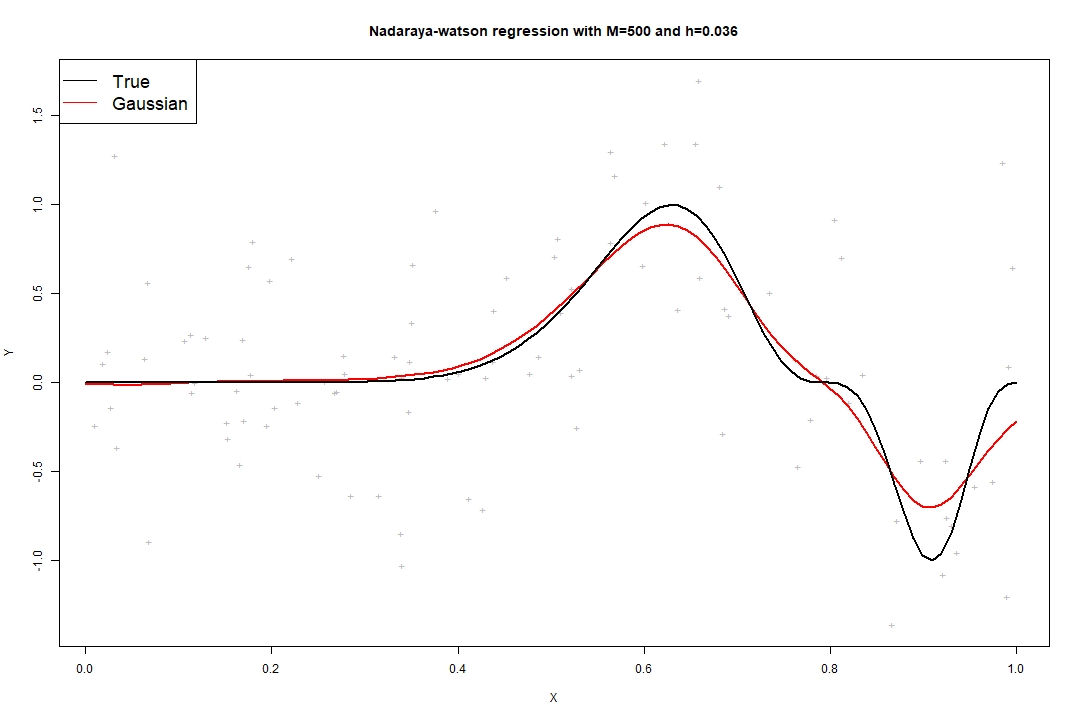 Nadaraya-watson regression with M=500 and h=0.036
True
Gaussian
Y
1.5
1.0
0.5
0.0
-0.5
-1.0
0.0 0.2 0.4 0.6 0.8 1.0
X